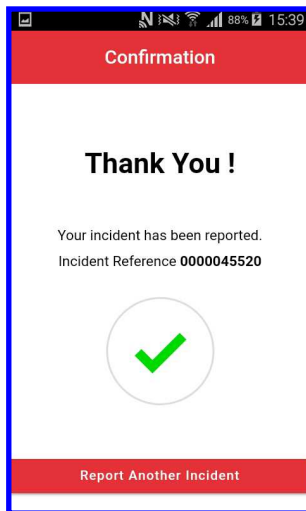 88% 15:39
Confirmation
Thank You !
Your incident has been reported.
Incident Reference 0000045520
Report Another Incident